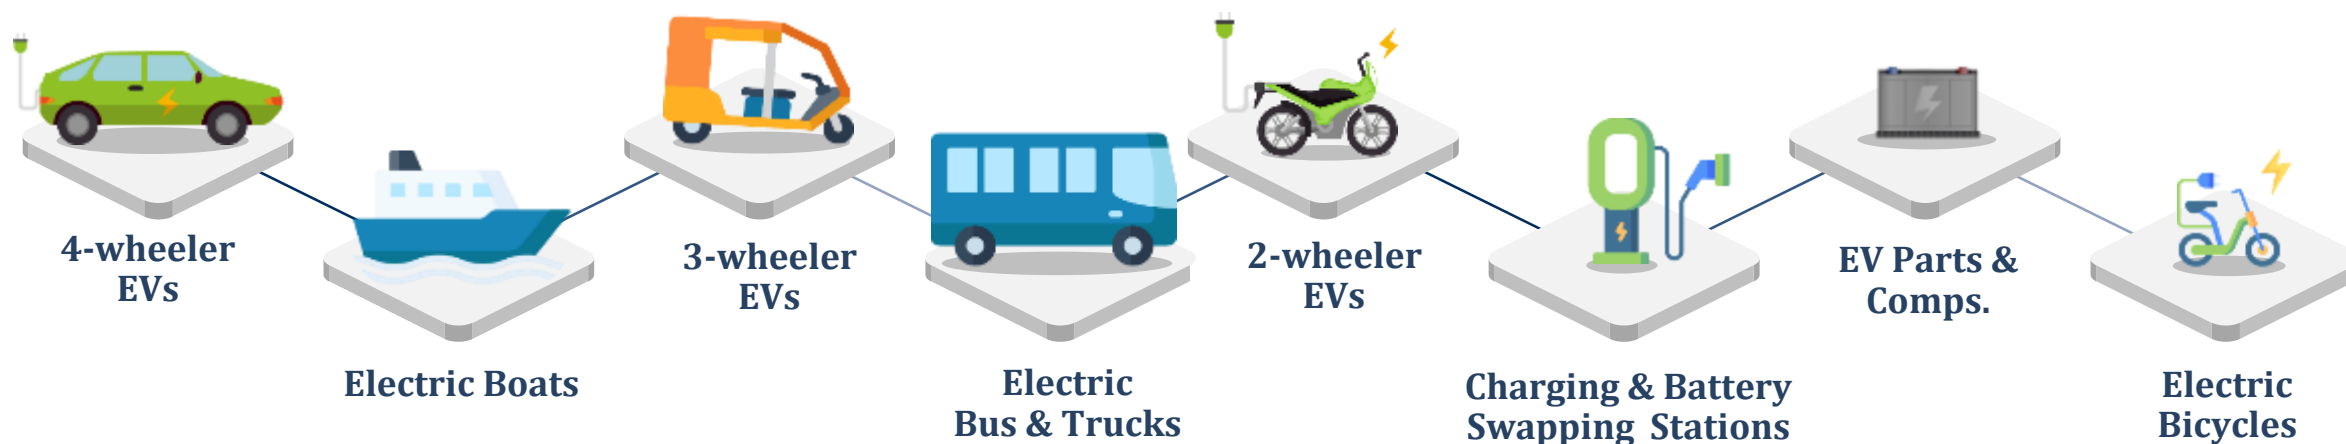 4-wheeler
EVs
Electric Boats
3-wheeler
EVs
Electric
Bus & Trucks
2-wheeler
EVs
Charging & Battery
Swapping Stations
EV Parts &
Comps.
Electric
Bicycles